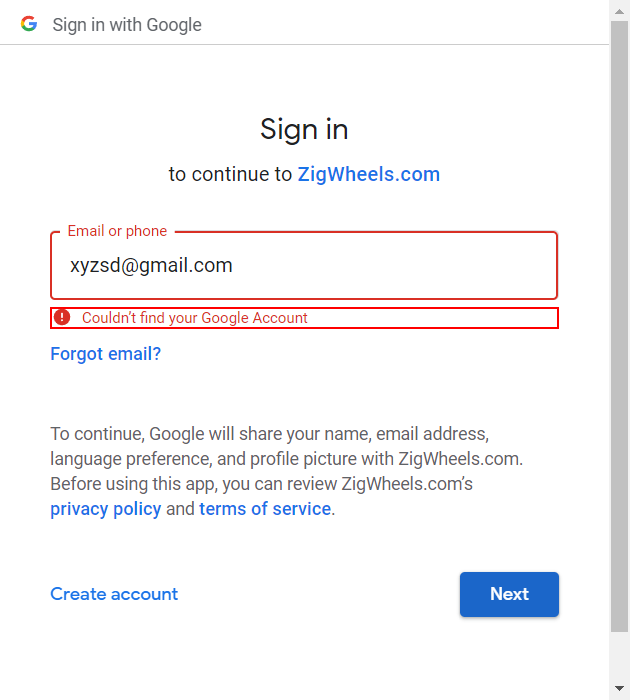 Sign in with Google
Sign in
to continue to ZigWheels.com
Email or phone
xyzsd@gmail.com
Couldn't find your Google Account
Forgot email?
To continue, Google will share your name, email address,
language preference, and profile picture with ZigWheels.com.
Before using this app, you can review ZigWheels.com's
privacy policy and terms of service.
Create account
Next